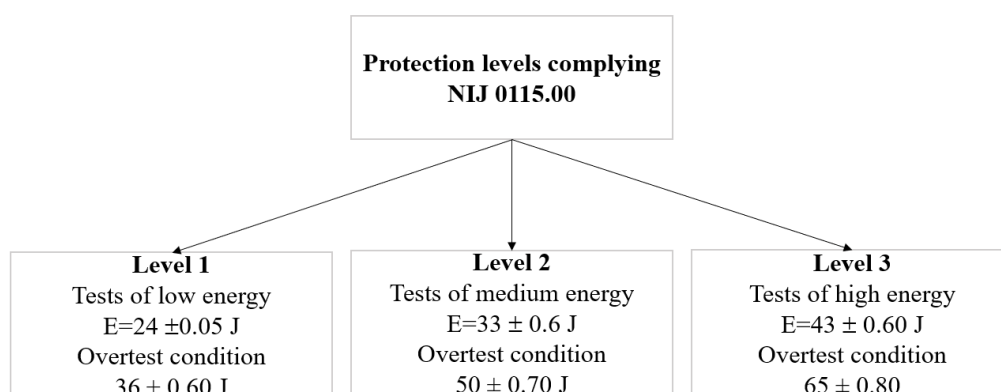 Protection levels complying
NIJ 0115.00
Level 1
Tests of low energy
E=24 ±0.05 J
Overtest condition
36 ± 0.60 J
Level 2
Tests of medium energy
E=33 ± 0.6 J
Overtest condition
50 ± 0.70 J
Level 3
Tests of high energy
E=43 ± 0.60 J
Overtest condition
65 ± 0.80